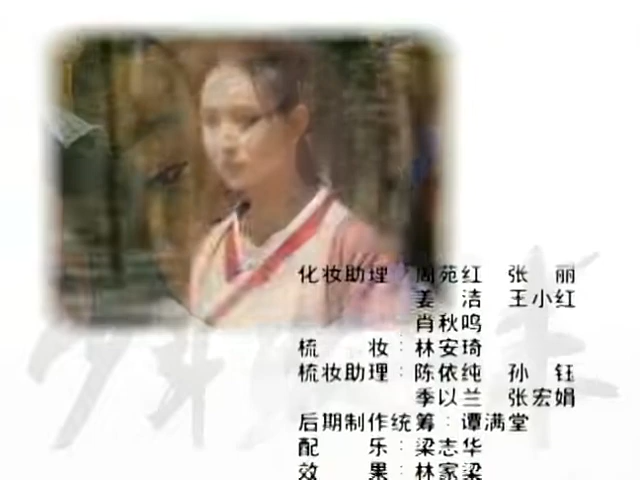 化妆助理：周苑红 张 丽
姜 洁 王小红
肖秋鸣
梳 妆：林安琦
梳妆助理：陈依纯 孙 钰
季以兰 张宏娟
后期制作统筹：谭满堂
配 乐：梁志华
效 果：林家梁